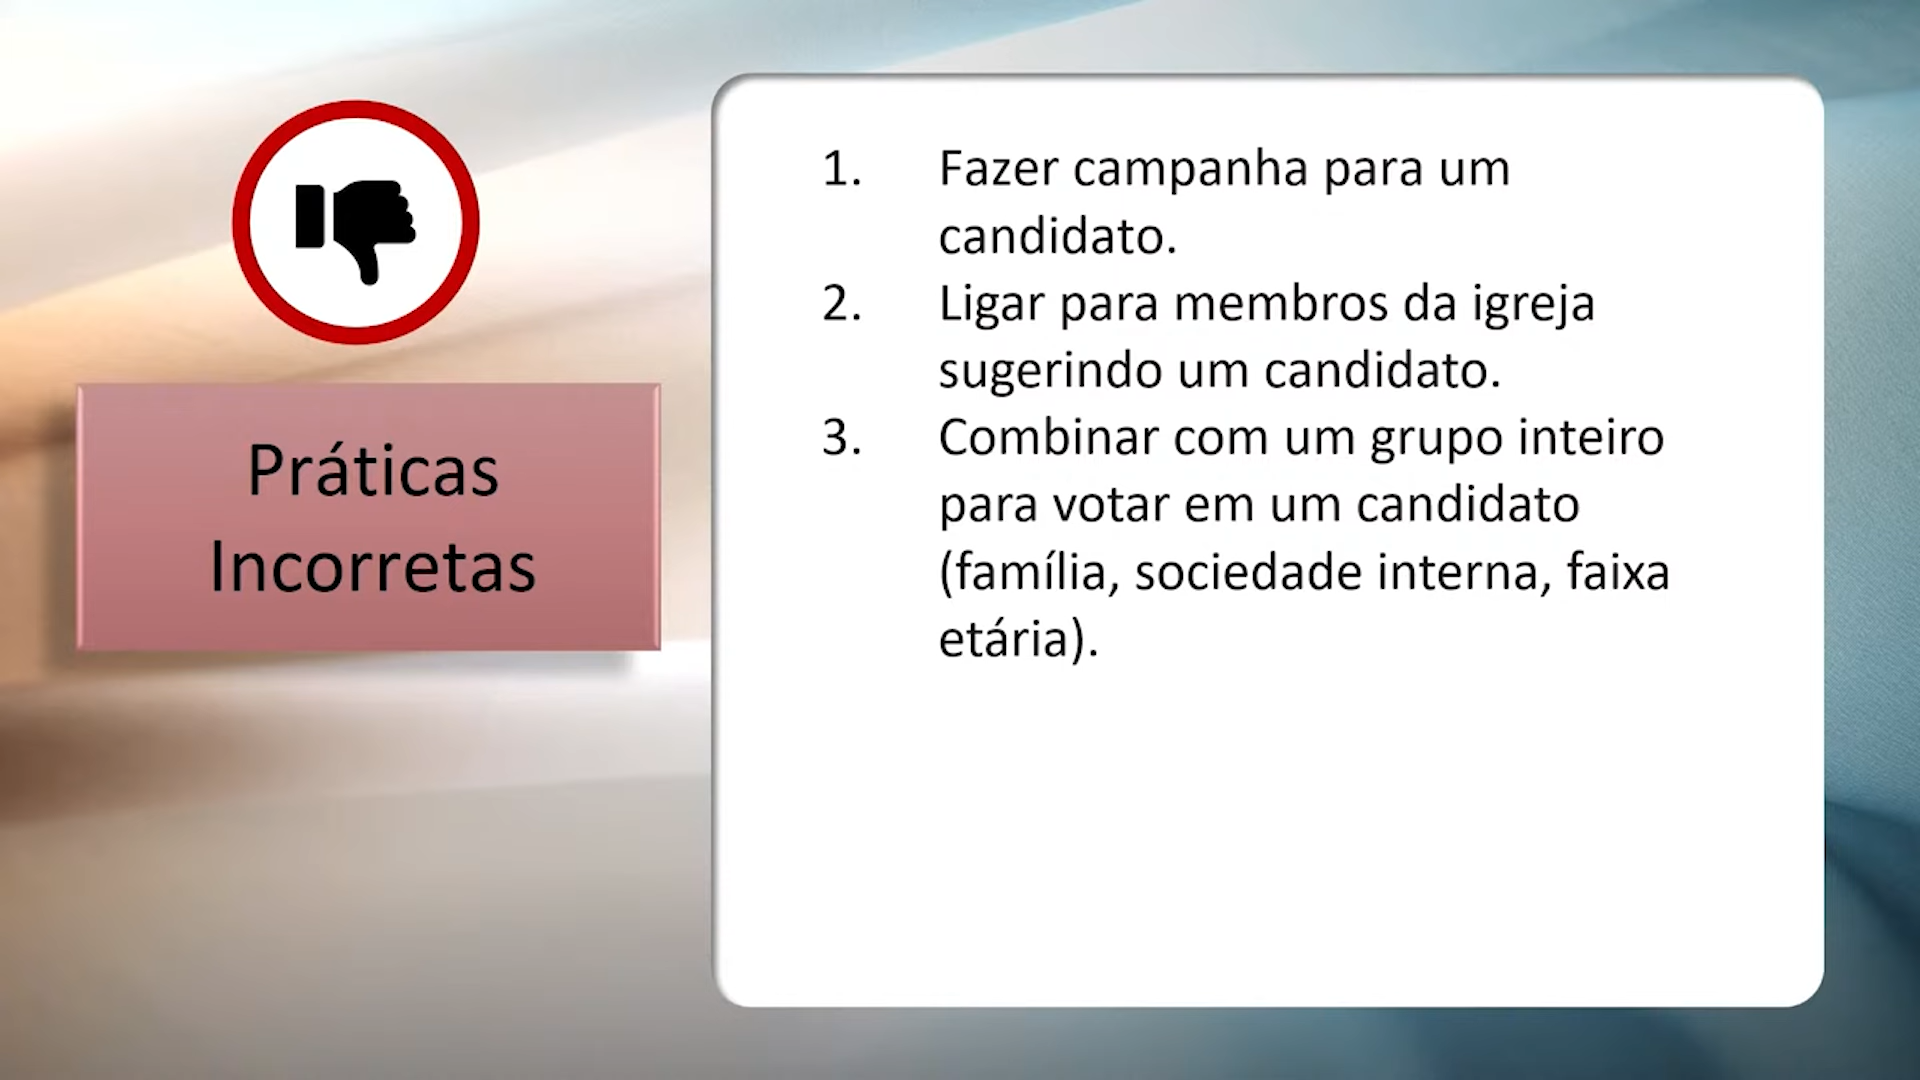 Práticas
Incorretas
1. Fazer campanha para um
candidato.
2. Ligar para membros da igreja
sugerindo um candidato.
3. Combinar com um grupo inteiro
para votar em um candidato
(família, sociedade interna, faixa
etária).